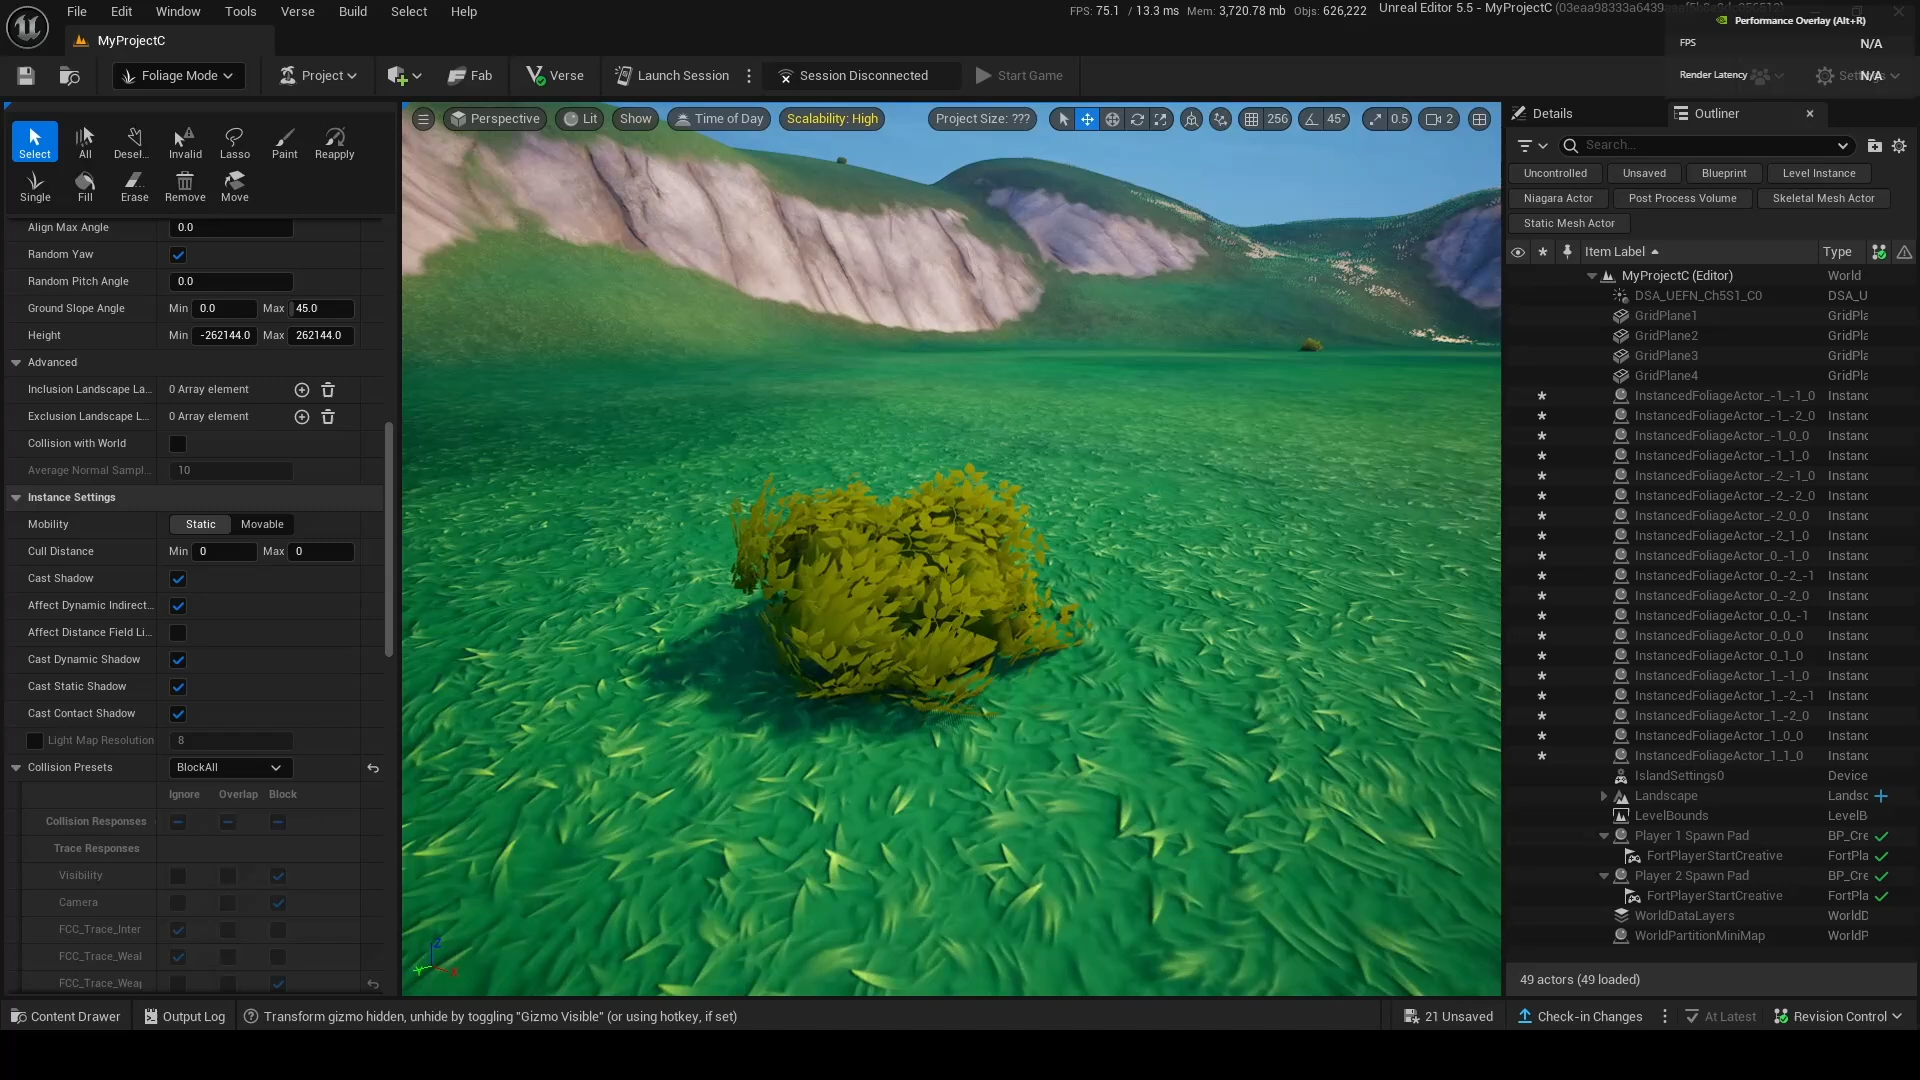 File Edit Window Tools Verse Build Select Help
FPS: 75.1 / 13.3 ms Mem: 3,720.78 mb Objs: 626,222 Unreal Editor 5.5 - MyProjectC
Performance Overlay (Alt+R)
MyProjectC
FPS N/A
Foliage Mode Project Fab Verse Launch Session Session Disconnected Start Game
Render Latency N/A
Select All Desel... Invalid Lasso Paint Reapply
Single Fill Erase Remove Move
Align Max Angle 0.0
Random Yaw
Random Pitch Angle 0.0
Ground Slope Angle Min 0.0 Max 45.0
Height Min -262144.0 Max 262144.0
Advanced
Inclusion Landscape La... 0 Array element
Exclusion Landscape L... 0 Array element
Collision with World
Average Normal Sampl... 10
Instance Settings
Mobility Static Movable
Cull Distance Min 0 Max 0
Cast Shadow
Affect Dynamic Indirect...
Affect Distance Field Li...
Cast Dynamic Shadow
Cast Static Shadow
Cast Contact Shadow
Light Map Resolution 8
Collision Presets BlockAll
Ignore Overlap Block
Collision Responses
Trace Responses
Visibility
Camera
FCC_Trace_Inter
FCC_Trace_Weal
FCC_Trace_Weap
Perspective Lit Show Time of Day Scalability: High Project Size: ??? 256 45° 0.5 2
Z
Y
X
Details Outliner
Search...
Uncontrolled Unsaved Blueprint Level Instance
Niagara Actor Post Process Volume Skeletal Mesh Actor
Static Mesh Actor
Item Label Type
MyProjectC (Editor) World
DSA_UEFN_Ch5S1_C0 DSA_U
GridPlane1 GridPla
GridPlane2 GridPla
GridPlane3 GridPla
GridPlane4 GridPla
InstancedFoliageActor_-1_-1_0 Instanc
InstancedFoliageActor_-1_-2_0 Instanc
InstancedFoliageActor_-1_0_0 Instanc
InstancedFoliageActor_-1_1_0 Instanc
InstancedFoliageActor_-2_-1_0 Instanc
InstancedFoliageActor_-2_-2_0 Instanc
InstancedFoliageActor_-2_0_0 Instanc
InstancedFoliageActor_-2_1_0 Instanc
InstancedFoliageActor_0_-1_0 Instanc
InstancedFoliageActor_0_-2_-1 Instanc
InstancedFoliageActor_0_-2_0 Instanc
InstancedFoliageActor_0_0_-1 Instanc
InstancedFoliageActor_0_0_0 Instanc
InstancedFoliageActor_0_1_0 Instanc
InstancedFoliageActor_1_-1_0 Instanc
InstancedFoliageActor_1_-2_-1 Instanc
InstancedFoliageActor_1_-2_0 Instanc
InstancedFoliageActor_1_0_0 Instanc
InstancedFoliageActor_1_1_0 Instanc
IslandSettings0 Device
Landscape Landsc
LevelBounds LevelB
Player 1 Spawn Pad BP_Cre
FortPlayerStartCreative FortPla
Player 2 Spawn Pad BP_Cre
FortPlayerStartCreative FortPla
WorldDataLayers WorldD
WorldPartitionMiniMap WorldP
49 actors (49 loaded)
Content Drawer Output Log Transform gizmo hidden, unhide by toggling "Gizmo Visible" (or using hotkey, if set) 21 Unsaved Check-in Changes At Latest Revision Control